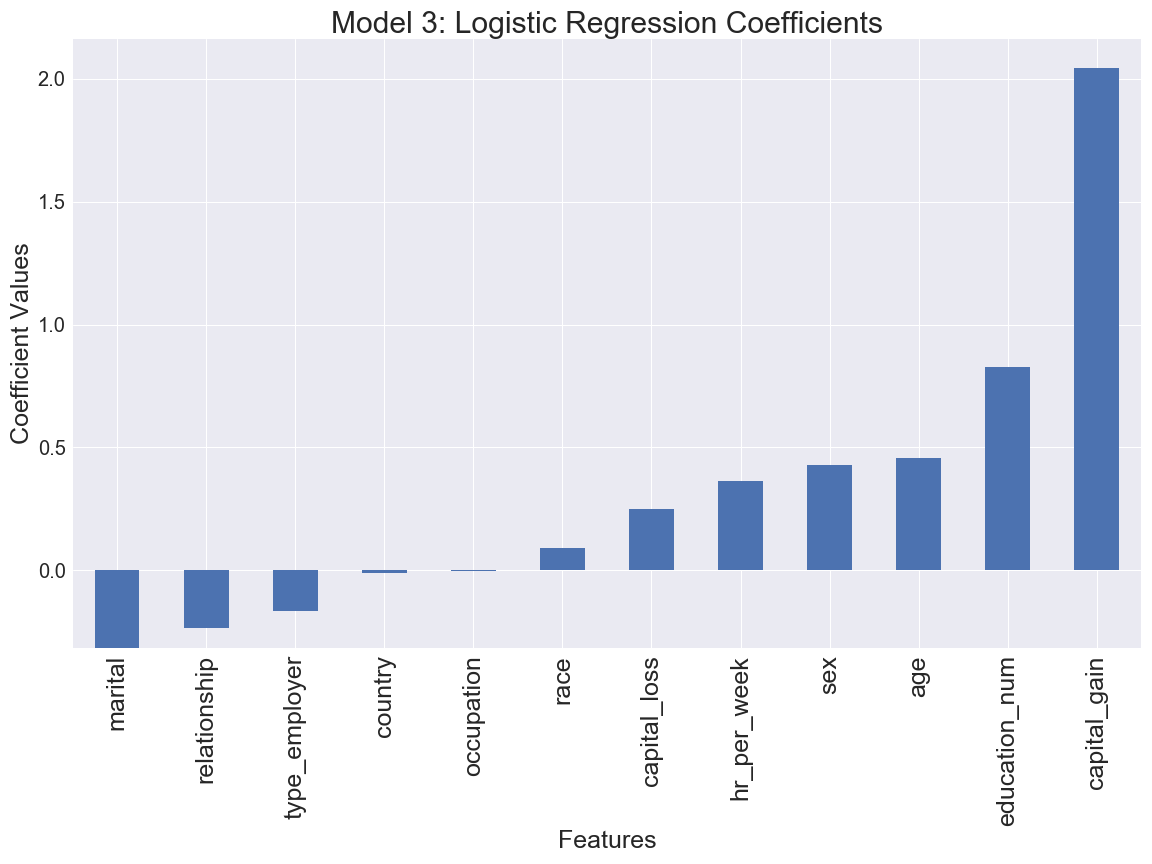 Model 3: Logistic Regression Coefficients
Coefficient Values
2.0
1.5
1.0
0.5
0.0
marital
relationship
type_employer
country
occupation
race
capital_loss
hr_per_week
sex
age
education_num
capital_gain
Features